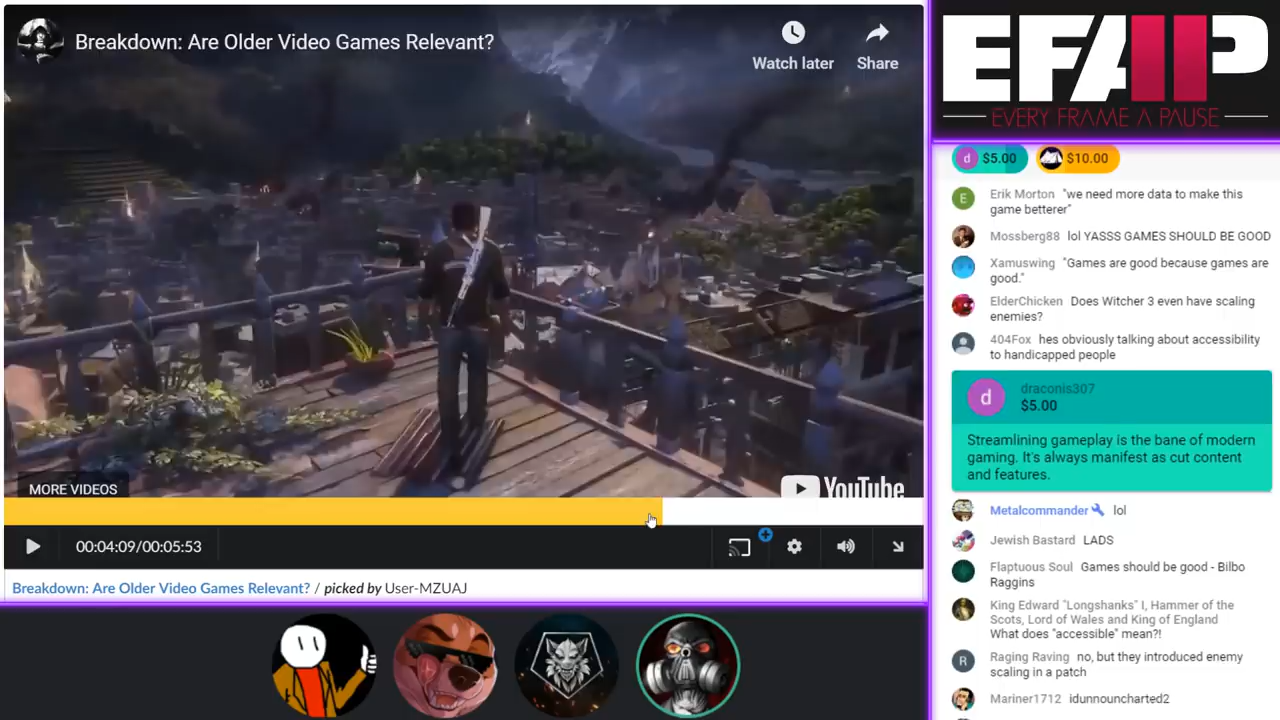 Breakdown: Are Older Video Games Relevant?
Watch later
Share
MORE VIDEOS
YouTube
00:04:09/00:05:53
Breakdown: Are Older Video Games Relevant? / picked by User-MZUAJ
EFAP
EVERY FRAME A PAUSE
d $5.00
$10.00
E Erik Morton "we need more data to make this
game betterer"
Mossberg88 lol YASSS GAMES SHOULD BE GOOD
Xamuswing "Games are good because games are
good."
ElderChicken Does Witcher 3 even have scaling
enemies?
404Fox hes obviously talking about accessibility
to handicapped people
d draconis307
$5.00
Streamlining gameplay is the bane of modern
gaming. It's always manifest as cut content
and features.
Metalcommander lol
Jewish Bastard LADS
Flaptuous Soul Games should be good - Bilbo
Raggins
King Edward "Longshanks" I, Hammer of the
Scots, Lord of Wales and King of England
What does "accessible" mean?!
R Raging Raving no, but they introduced enemy
scaling in a patch
Mariner1712 idunnouncharted2